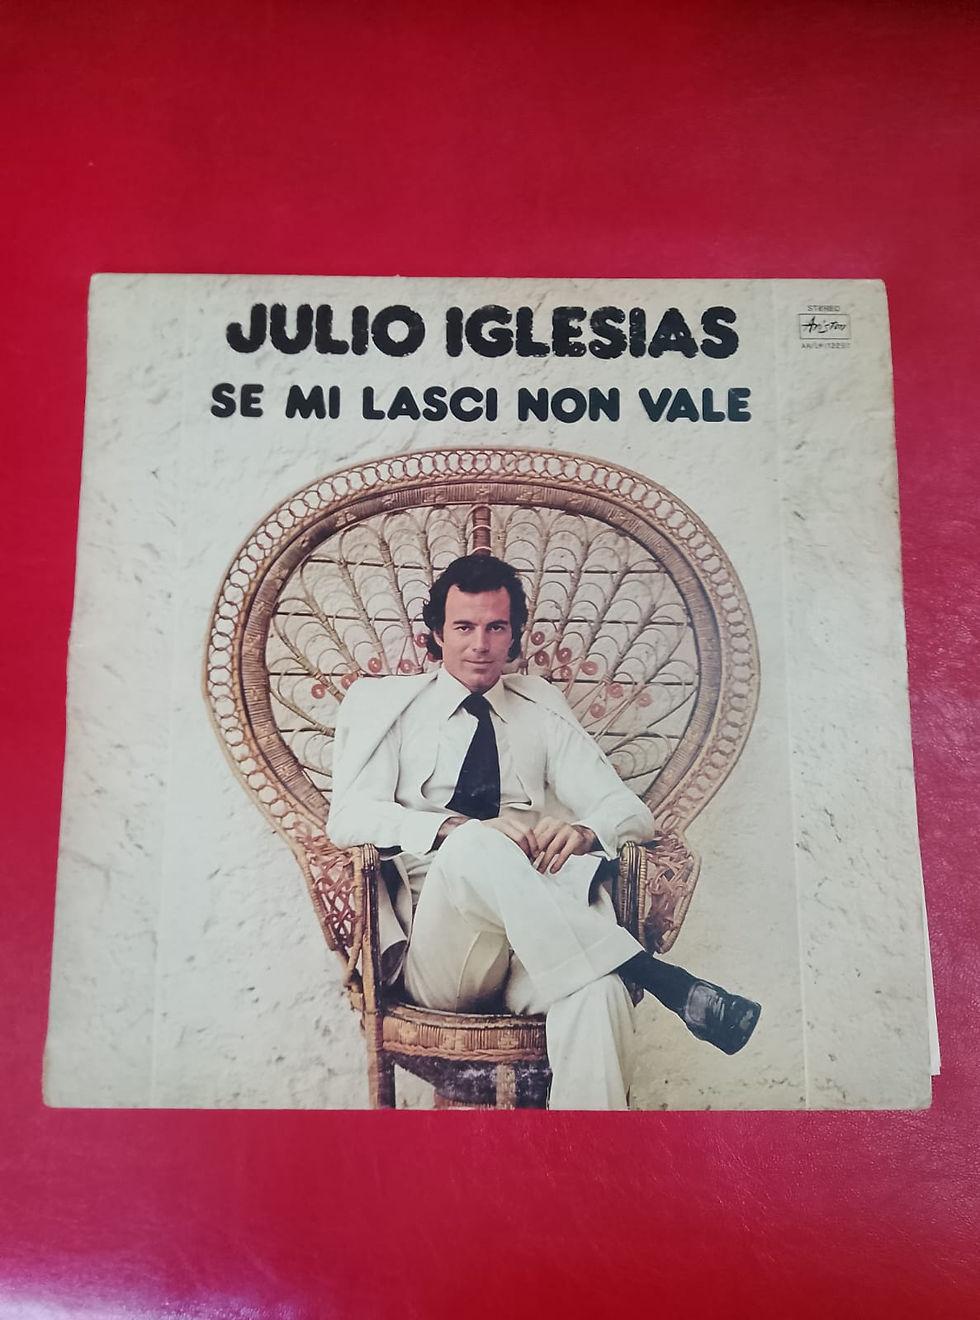 JULIO IGLESIAS
SE MI LASCI NON VALE
STEREO
Ariston